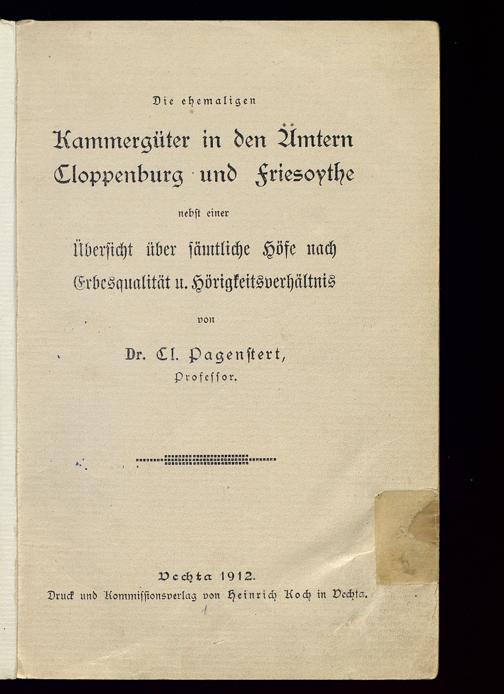 Die ehemaligen
Kammergüter in den Ämtern
Cloppenburg und Friesoythe
nebst einer
Übersicht über sämtliche Höfe nach
Erbesqualität u. Hörigkeitsverhältnis
von
Dr. Cl. Pagenstert,
Professor.
Vechta 1912.
Druck und Kommissionsverlag von Heinrich Koch in Vechta.
1